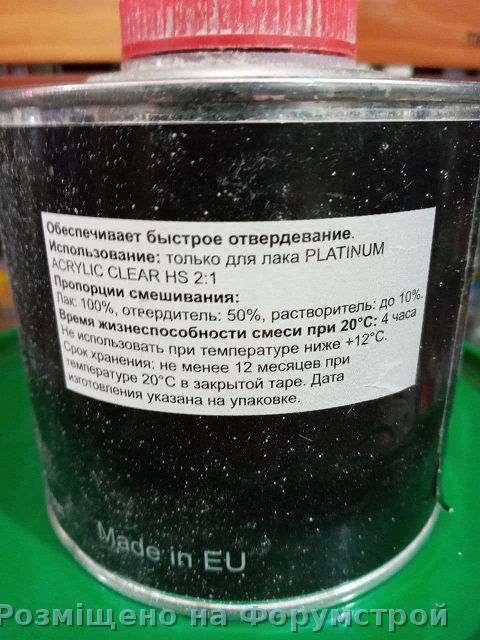 Обеспечивает быстрое отвердевание.
Использование: только для лака PLATINUM
ACRYLIC CLEAR HS 2:1
Пропорции смешивания:
Лак: 100%, отвердитель: 50%, растворитель: до 10%.
Время жизнеспособности смеси при 20°C: 4 часа
Не использовать при температуре ниже +12°C.
Срок хранения: не менее 12 месяцев при
температуре 20°C в закрытой таре. Дата
изготовления указана на упаковке.
Made in EU
Розміщено на Форумстрой